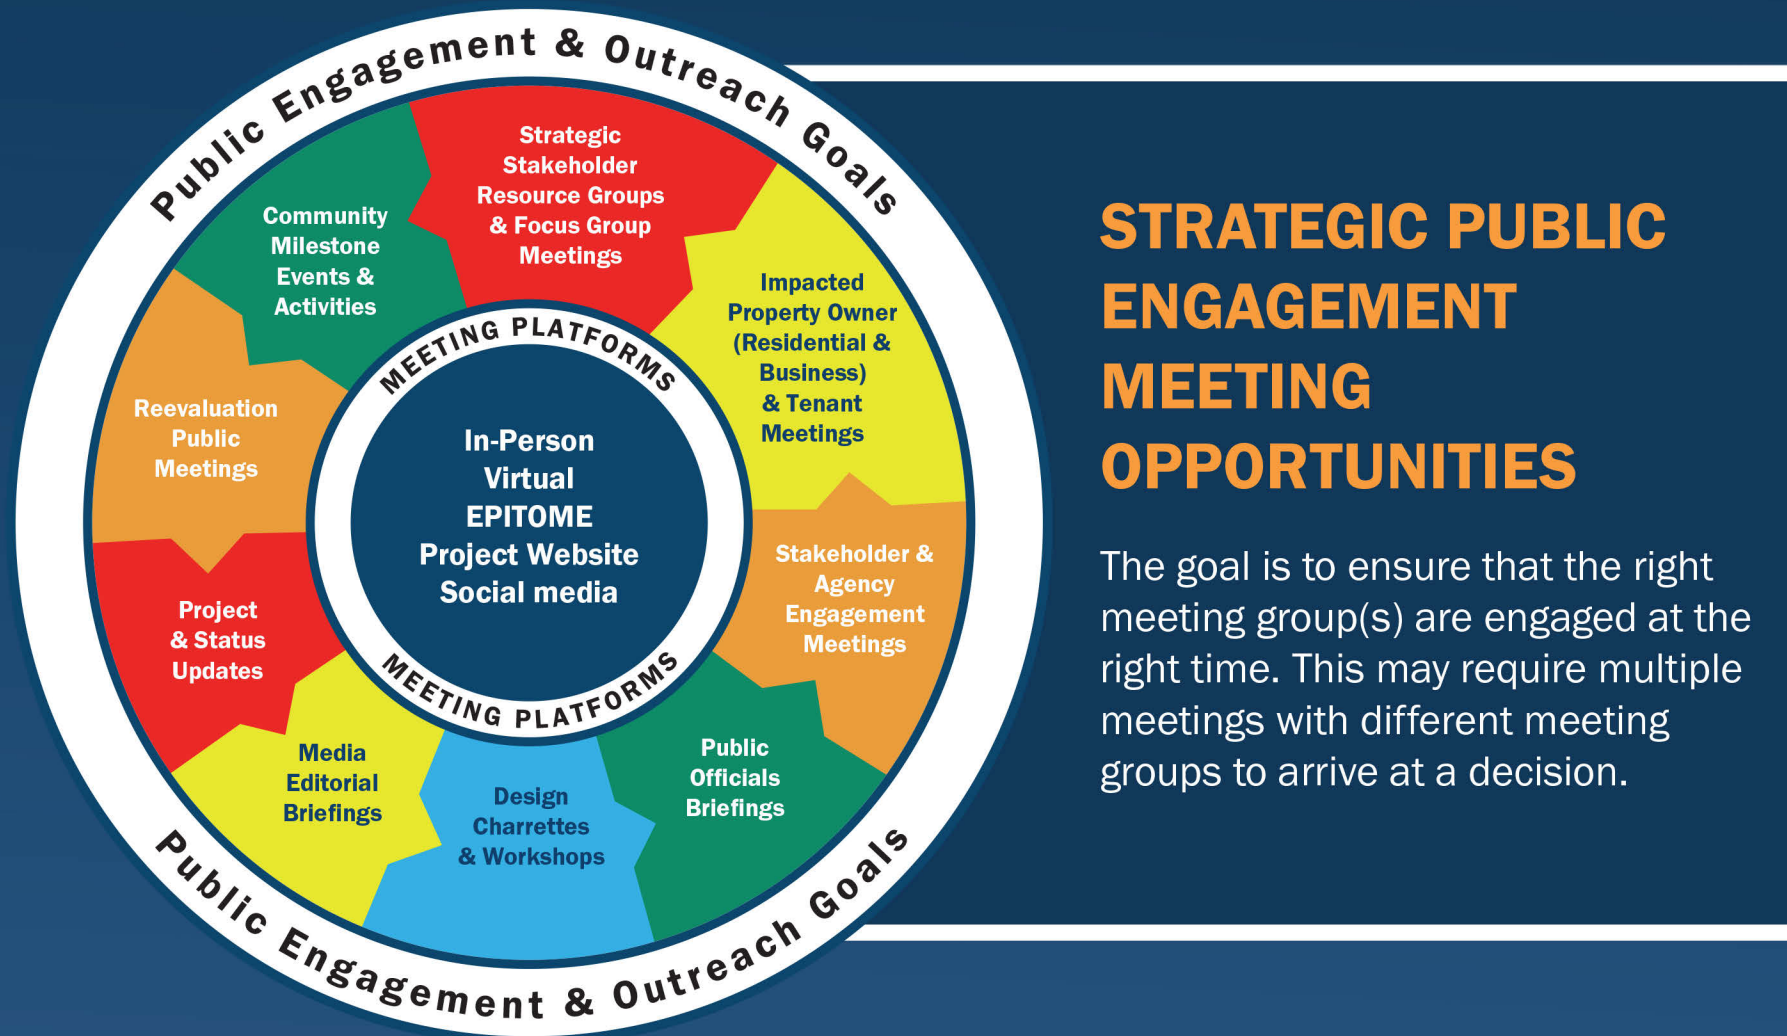 Public Engagement & Outreach Goals
Strategic
Stakeholder
Resource Groups
& Focus Group
Meetings
Impacted
Property Owner
(Residential &
Business)
& Tenant
Meetings
Stakeholder &
Agency
Engagement
Meetings
Public
Officials
Briefings
Design
Charrettes
& Workshops
Media
Editorial
Briefings
Project
& Status
Updates
Reevaluation
Public
Meetings
Community
Milestone
Events &
Activities
MEETING PLATFORMS
In-Person
Virtual
EPITOME
Project Website
Social media
MEETING PLATFORMS
Public Engagement & Outreach Goals
STRATEGIC PUBLIC
ENGAGEMENT
MEETING
OPPORTUNITIES
The goal is to ensure that the right
meeting group(s) are engaged at the
right time. This may require multiple
meetings with different meeting
groups to arrive at a decision.